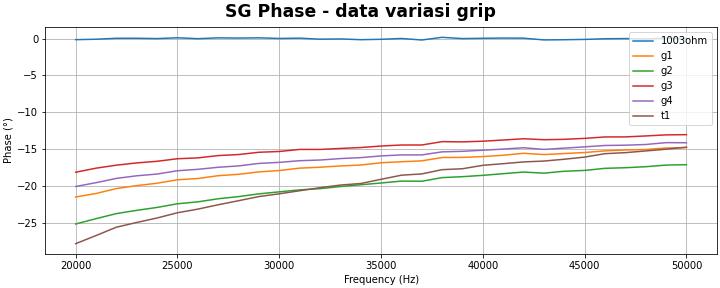 SG Phase - data variasi grip
0
−5
−10
−15
−20
−25
Phase (°)
1003ohm
g1
g2
g3
g4
t1
20000 25000 30000 35000 40000 45000 50000
Frequency (Hz)